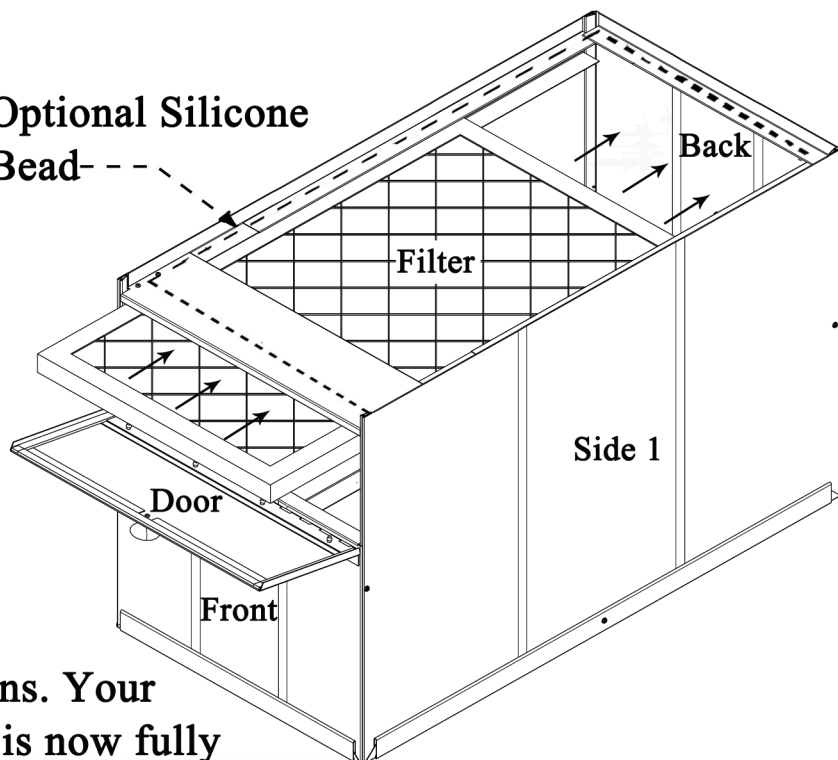 Optional Silicone
Bead
Back
Filter
Side 1
Door
Front
ns. Your
is now fully